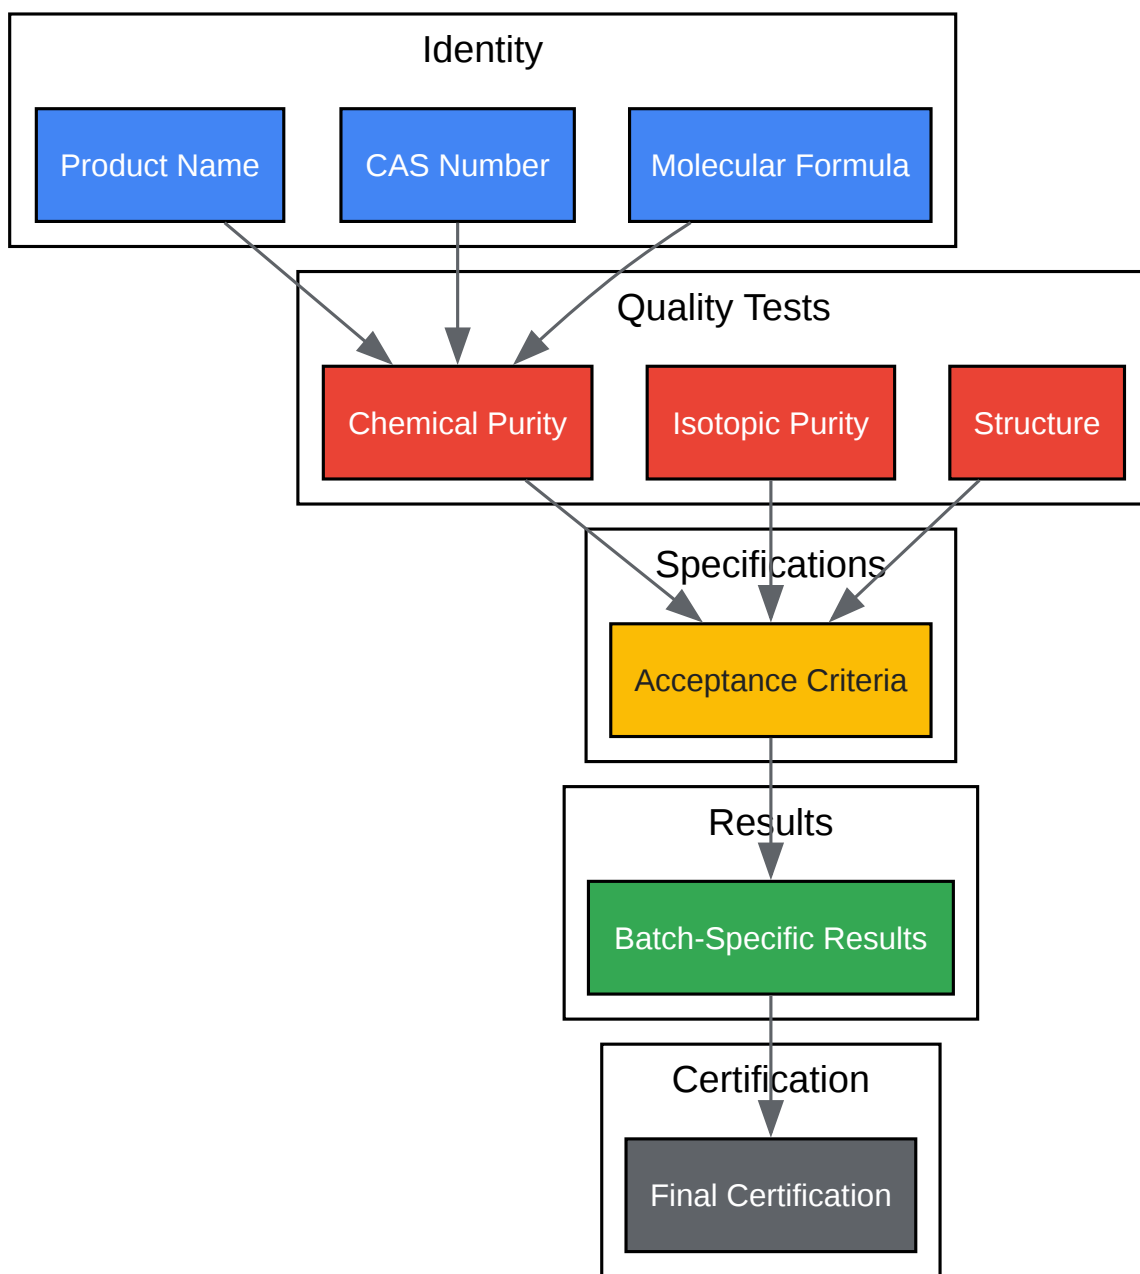 Identity
Product Name
CAS Number
Molecular Formula
Quality Tests
Chemical Purity
Isotopic Purity
Structure
Specifications
Acceptance Criteria
Results
Batch-Specific Results
Certification
Final Certification